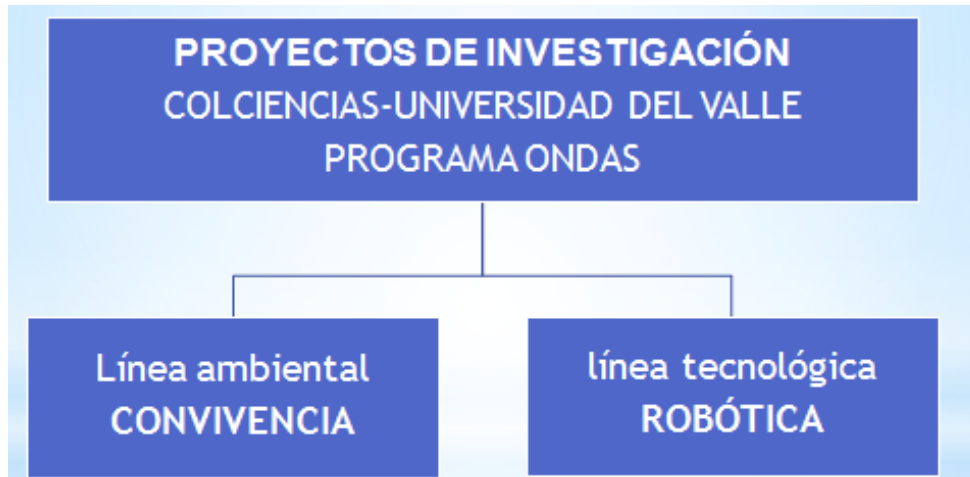 PROYECTOS DE INVESTIGACIÓN
COLCIENCIAS-UNIVERSIDAD DEL VALLE
PROGRAMA ONDAS
Línea ambiental
CONVIVENCIA
línea tecnológica
ROBÓTICA